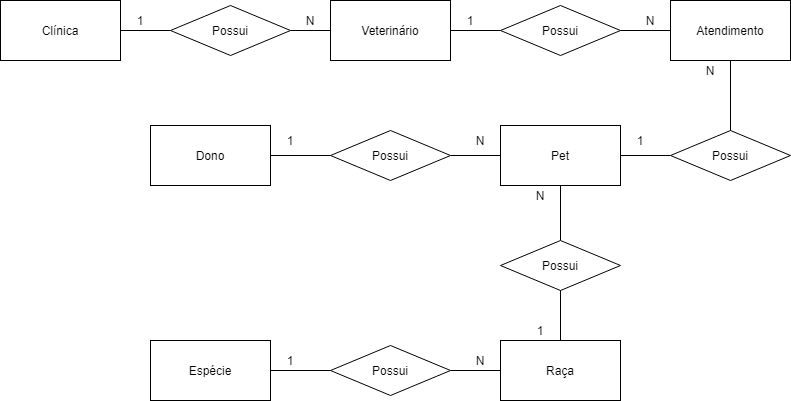 Clínica
1
Possui
N
Veterinário
1
Possui
N
Atendimento
N
Dono
1
Possui
N
Pet
1
Possui
N
Possui
1
Espécie
1
Possui
N
Raça